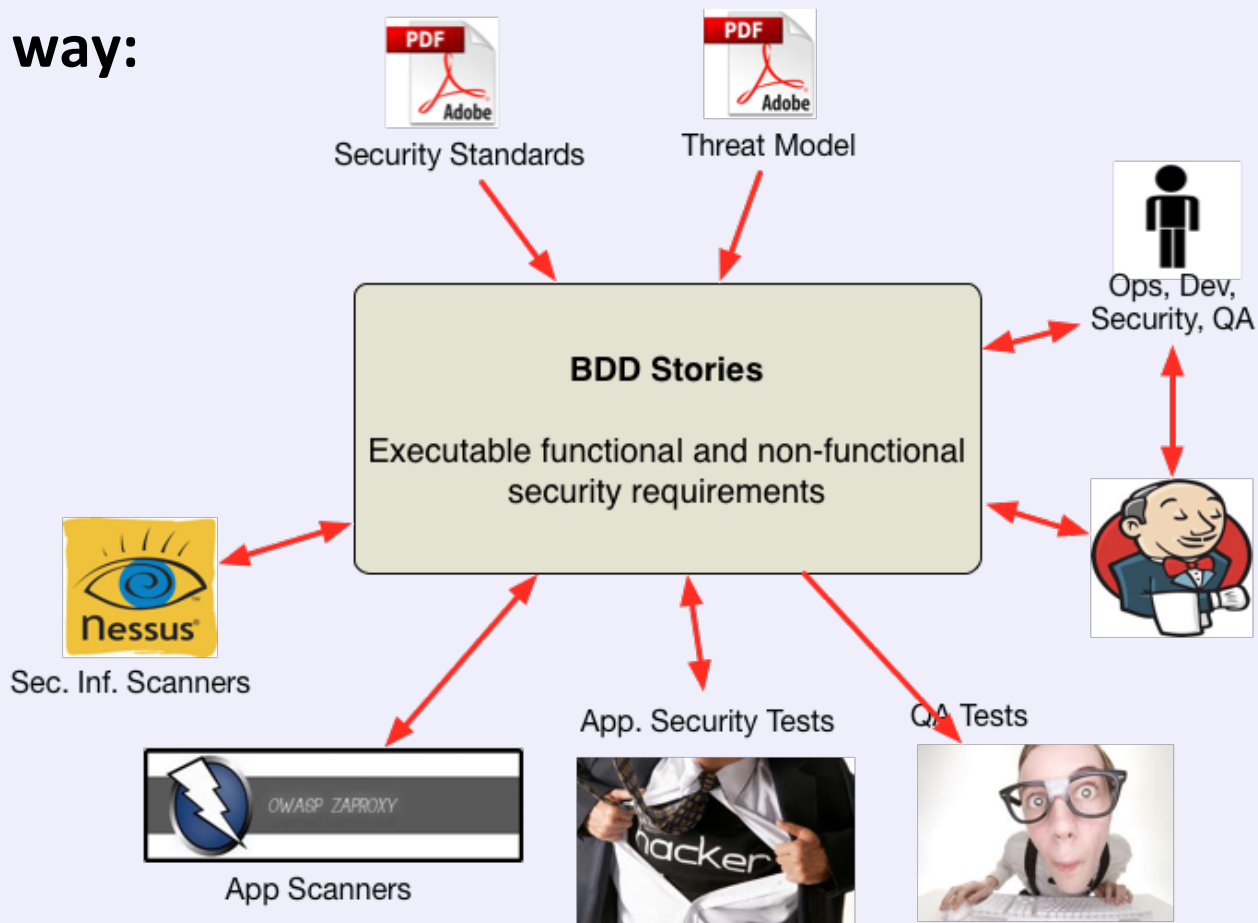 way:
PDF
Adobe
PDF
Adobe
Security Standards
Threat Model
Ops, Dev,
Security, QA
BDD Stories
Executable functional and non-functional
security requirements
Nessus®
Sec. Inf. Scanners
App. Security Tests
QA Tests
OWASP ZAPROXY
hacker
App Scanners